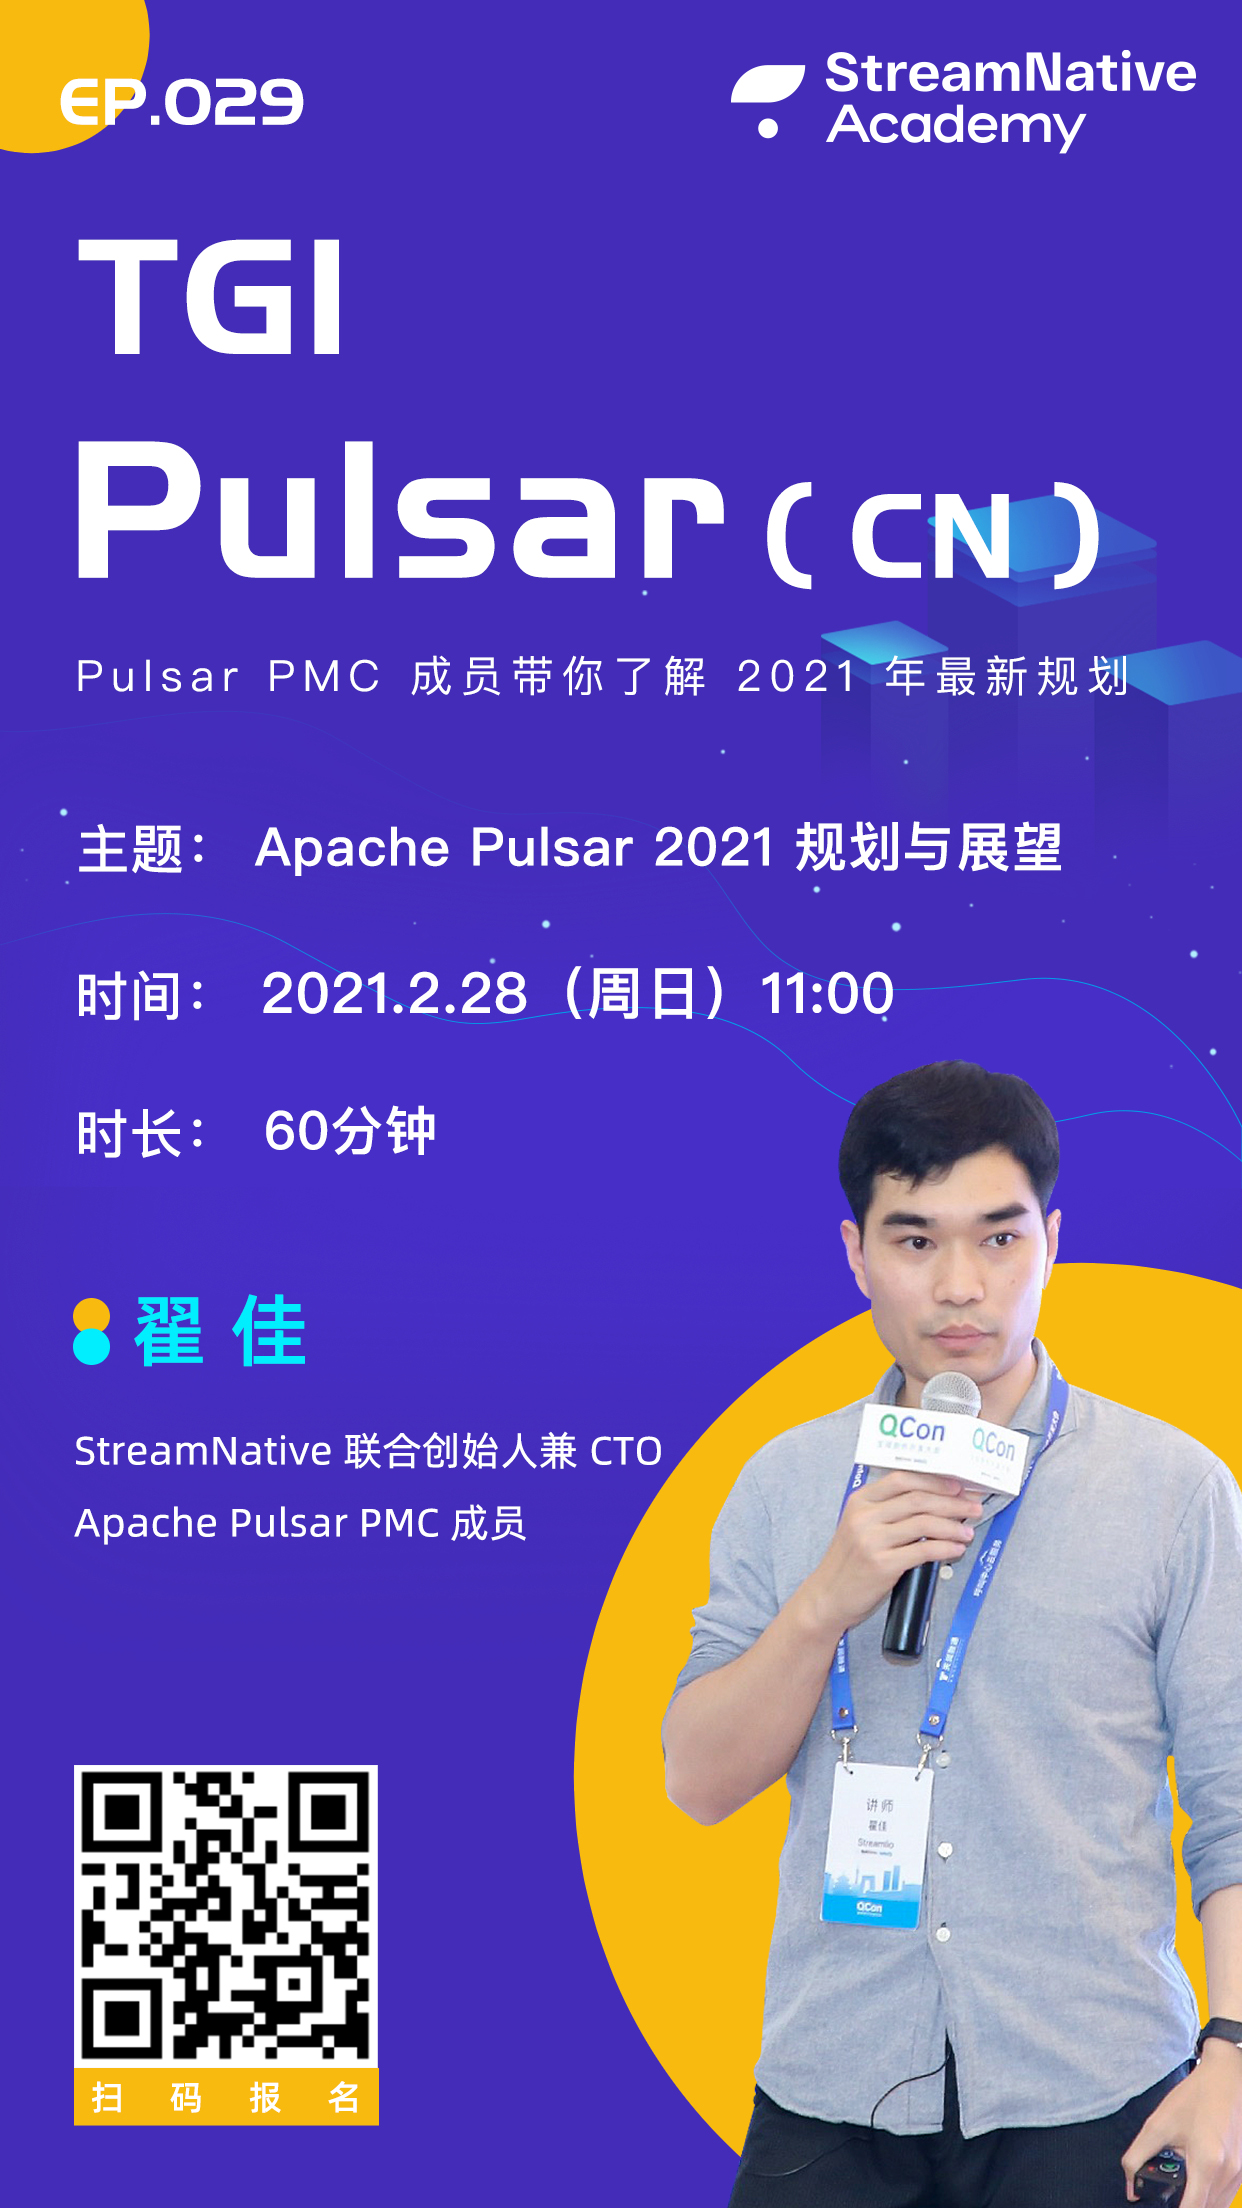 EP.029
StreamNative
Academy
TGI
Pulsar(CN)
Pulsar PMC 成员带你了解 2021 年最新规划
主题： Apache Pulsar 2021 规划与展望
时间： 2021.2.28（周日）11:00
时长： 60分钟
翟佳
StreamNative 联合创始人兼 CTO
Apache Pulsar PMC 成员
QCon
QCon
讲师
翟佳
Streamlio
QCon
扫码报名